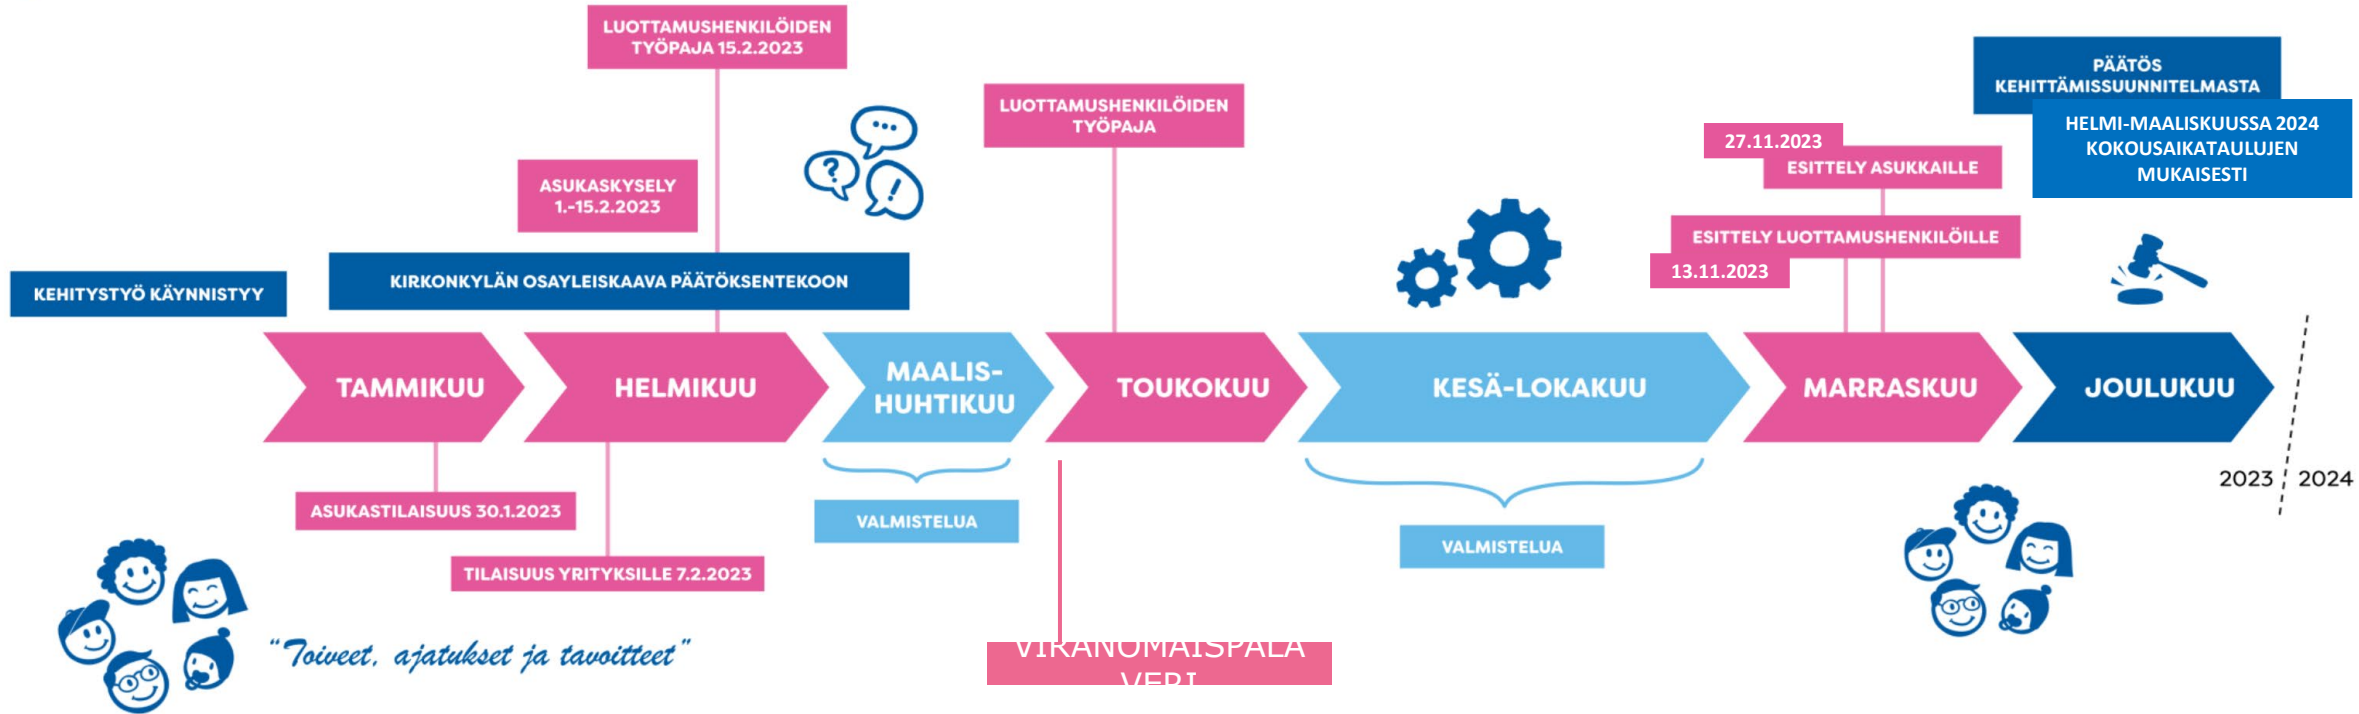 LUOTTAMUSHENKILÖIDEN
TYÖPAJA 15.2.2023
ASUKASKYSELY
1.-15.2.2023
KIRKONKYLÄN OSAYLEISKAAVA PÄÄTÖKSENTEKOON
KEHITYSTYÖ KÄYNNISTYY
LUOTTAMUSHENKILÖIDEN
TYÖPAJA
27.11.2023
ESITTELY ASUKKAILLE
ESITTELY LUOTTAMUSHENKILÖILLE
13.11.2023
PÄÄTÖS
KEHITTÄMISSUUNNITELMASTA
HELMI-MAALISKUUSSA 2024
KOKOUSAIKATAULUJEN
MUKAISESTI
TAMMIKUU
HELMIKUU
MAALIS-
HUHTIKUU
TOUKOKUU
KESÄ-LOKAKUU
MARRASKUU
JOULUKUU
2023
2024
ASUKASTILAISUUS 30.1.2023
TILAISUUS YRITYKSILLE 7.2.2023
VALMISTELUA
VALMISTELUA
"Toiveet, ajatukset ja tavoitteet"
VIRANOMAISPALA
VERI